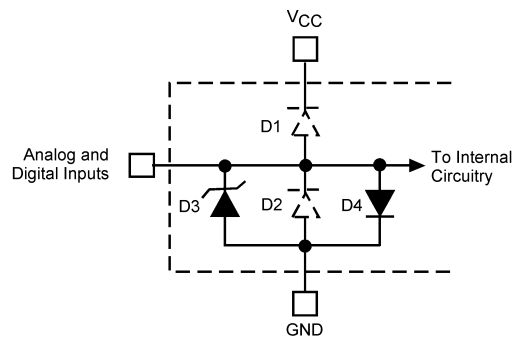 VCC
D1
Analog and
Digital Inputs
To Internal
Circuitry
D3
D2
D4
GND